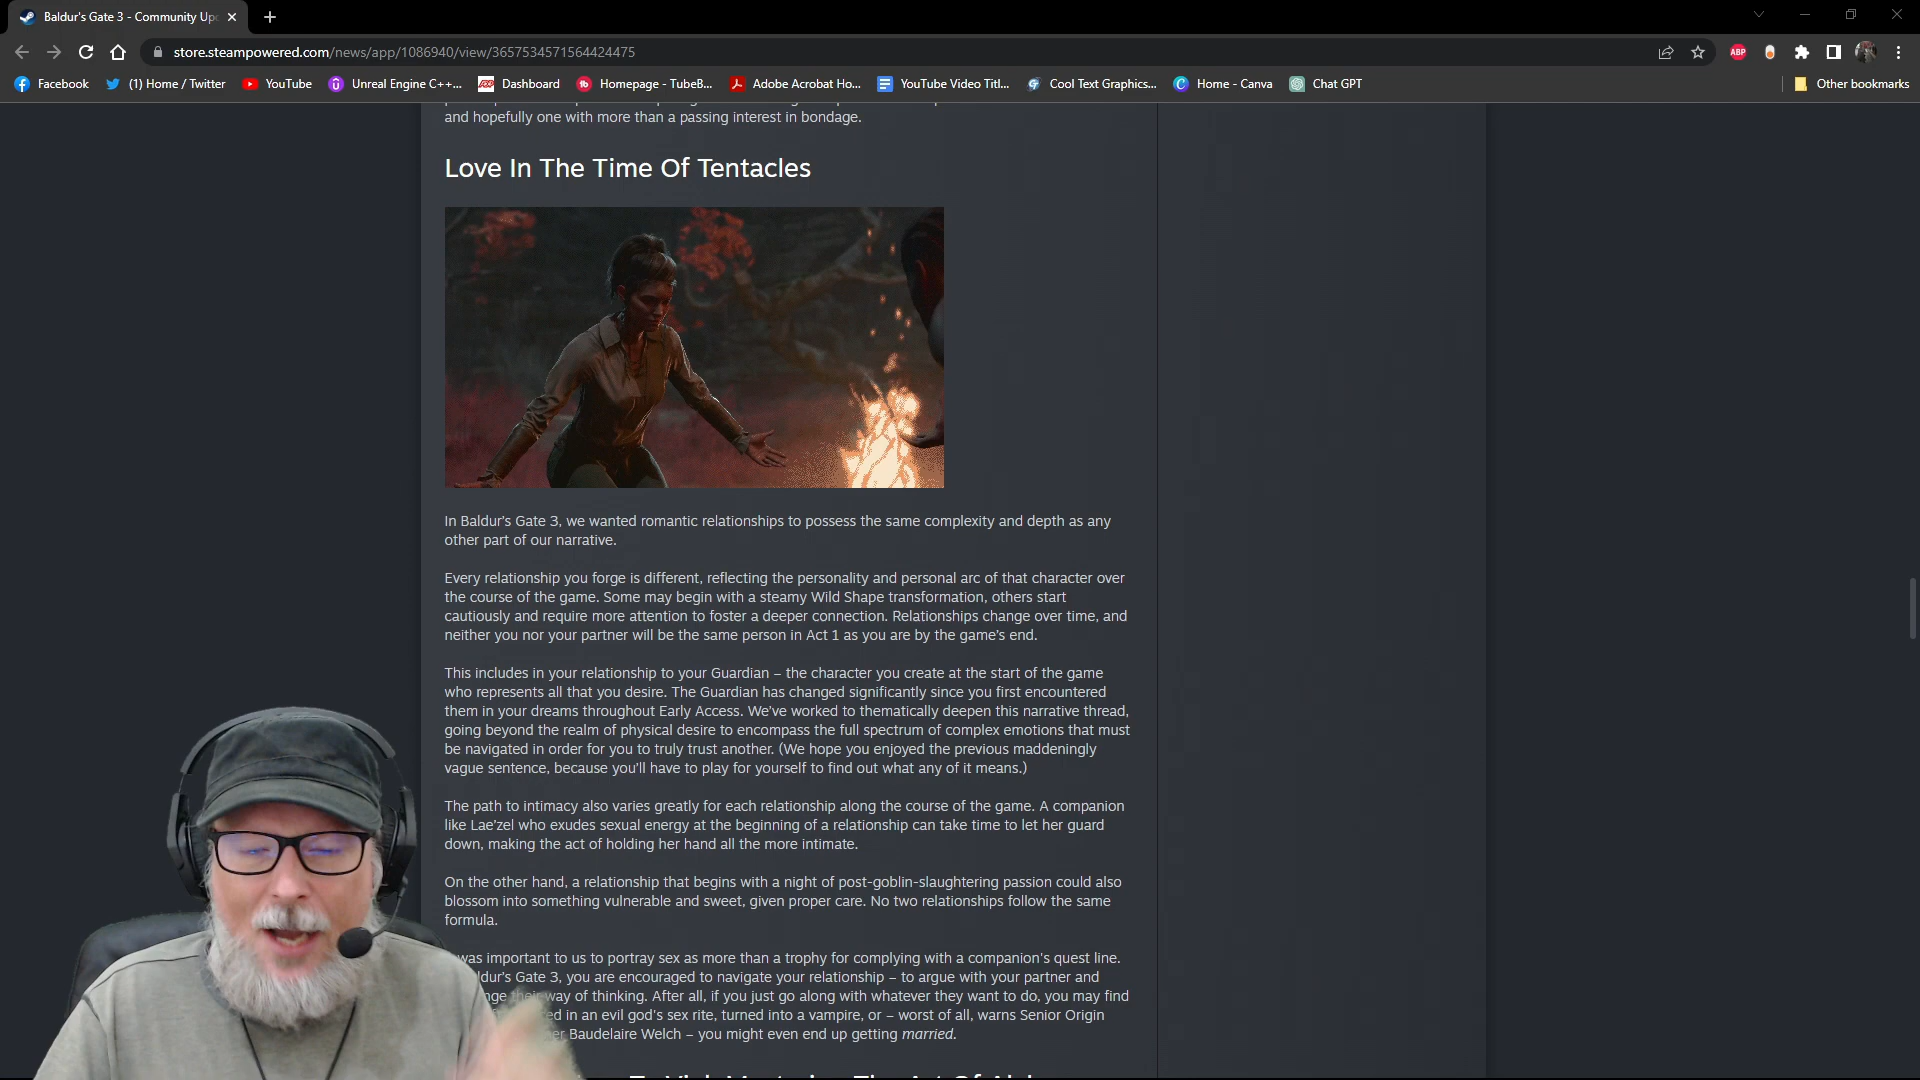 Baldur's Gate 3 - Community Up
store.steampowered.com/news/app/1086940/view/3657534571564424475
ABP
Facebook
(1) Home / Twitter
YouTube
Unreal Engine C++...
Dashboard
Homepage - TubeB...
Adobe Acrobat Ho...
YouTube Video Titl...
Cool Text Graphics...
Home - Canva
Chat GPT
Other bookmarks
and hopefully one with more than a passing interest in bondage.
Love In The Time Of Tentacles
In Baldur's Gate 3, we wanted romantic relationships to possess the same complexity and depth as any
other part of our narrative.
Every relationship you forge is different, reflecting the personality and personal arc of that character over
the course of the game. Some may begin with a steamy Wild Shape transformation, others start
cautiously and require more attention to foster a deeper connection. Relationships change over time, and
neither you nor your partner will be the same person in Act 1 as you are by the game's end.
This includes in your relationship to your Guardian – the character you create at the start of the game
who represents all that you desire. The Guardian has changed significantly since you first encountered
them in your dreams throughout Early Access. We've worked to thematically deepen this narrative thread,
going beyond the realm of physical desire to encompass the full spectrum of complex emotions that must
be navigated in order for you to truly trust another. (We hope you enjoyed the previous maddeningly
vague sentence, because you'll have to play for yourself to find out what any of it means.)
The path to intimacy also varies greatly for each relationship along the course of the game. A companion
like Lae'zel who exudes sexual energy at the beginning of a relationship can take time to let her guard
down, making the act of holding her hand all the more intimate.
On the other hand, a relationship that begins with a night of post-goblin-slaughtering passion could also
blossom into something vulnerable and sweet, given proper care. No two relationships follow the same
formula.
was important to us to portray sex as more than a trophy for complying with a companion's quest line.
ldur's Gate 3, you are encouraged to navigate your relationship – to argue with your partner and
nge their way of thinking. After all, if you just go along with whatever they want to do, you may find
ed in an evil god's sex rite, turned into a vampire, or – worst of all, warns Senior Origin
er Baudelaire Welch – you might even end up getting married.